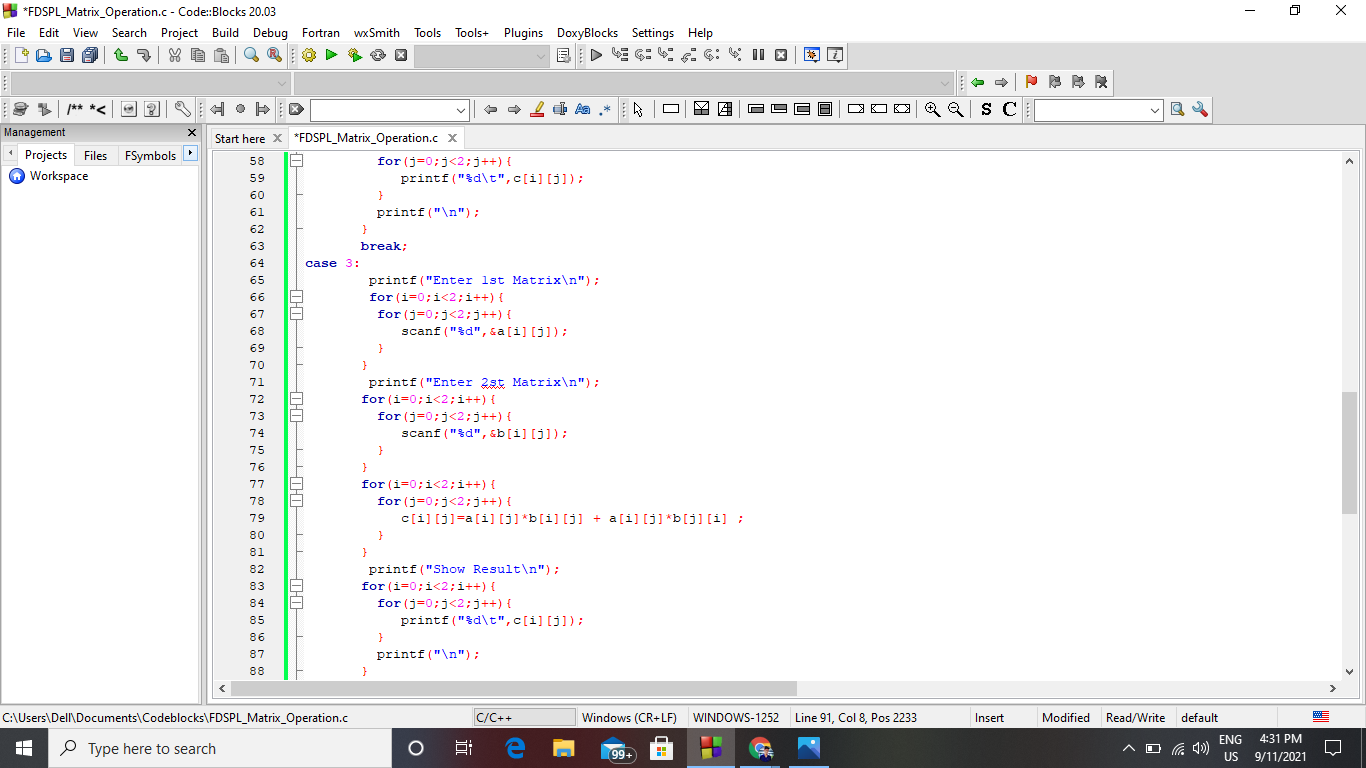 *FDSPL_Matrix_Operation.c - Code::Blocks 20.03
File Edit View Search Project Build Debug Fortran wxSmith Tools Tools+ Plugins DoxyBlocks Settings Help
/** *< Aa .* S C
Management
Start here *FDSPL_Matrix_Operation.c
Projects Files FSymbols
Workspace
58 for(j=0;j<2;j++){
59 printf("%d\t",c[i][j]);
60 }
61 printf("\n");
62 }
63 break;
64 case 3:
65 printf("Enter 1st Matrix\n");
66 for(i=0;i<2;i++){
67 for(j=0;j<2;j++){
68 scanf("%d",&a[i][j]);
69 }
70 }
71 printf("Enter 2st Matrix\n");
72 for(i=0;i<2;i++){
73 for(j=0;j<2;j++){
74 scanf("%d",&b[i][j]);
75 }
76 }
77 for(i=0;i<2;i++){
78 for(j=0;j<2;j++){
79 c[i][j]=a[i][j]*b[i][j] + a[i][j]*b[j][i] ;
80 }
81 }
82 printf("Show Result\n");
83 for(i=0;i<2;i++){
84 for(j=0;j<2;j++){
85 printf("%d\t",c[i][j]);
86 }
87 printf("\n");
88 }
C:\Users\Dell\Documents\Codeblocks\FDSPL_Matrix_Operation.c C/C++ Windows (CR+LF) WINDOWS-1252 Line 91, Col 8, Pos 2233 Insert Modified Read/Write default
Type here to search 99+ ENG US 4:31 PM 9/11/2021